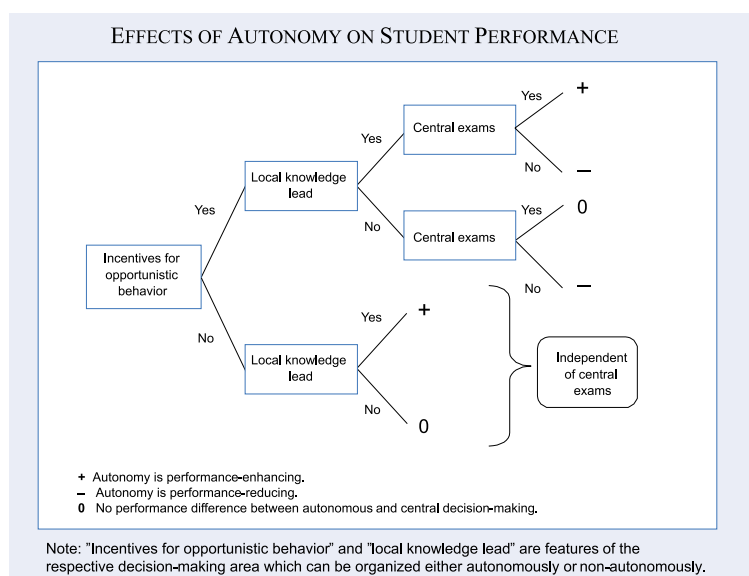 EFFECTS OF AUTONOMY ON STUDENT PERFORMANCE
Yes
+
Central exams
Yes
No
–
Local knowledge
lead
Yes
0
Yes
No
Central exams
Incentives for
opportunistic
behavior
No
–
Yes
+
No
Local knowledge
lead
Independent
of central
exams
No
0
+ Autonomy is performance-enhancing.
– Autonomy is performance-reducing.
0 No performance difference between autonomous and central decision-making.
Note: "Incentives for opportunistic behavior" and "local knowledge lead" are features of the
respective decision-making area which can be organized either autonomously or non-autonomously.